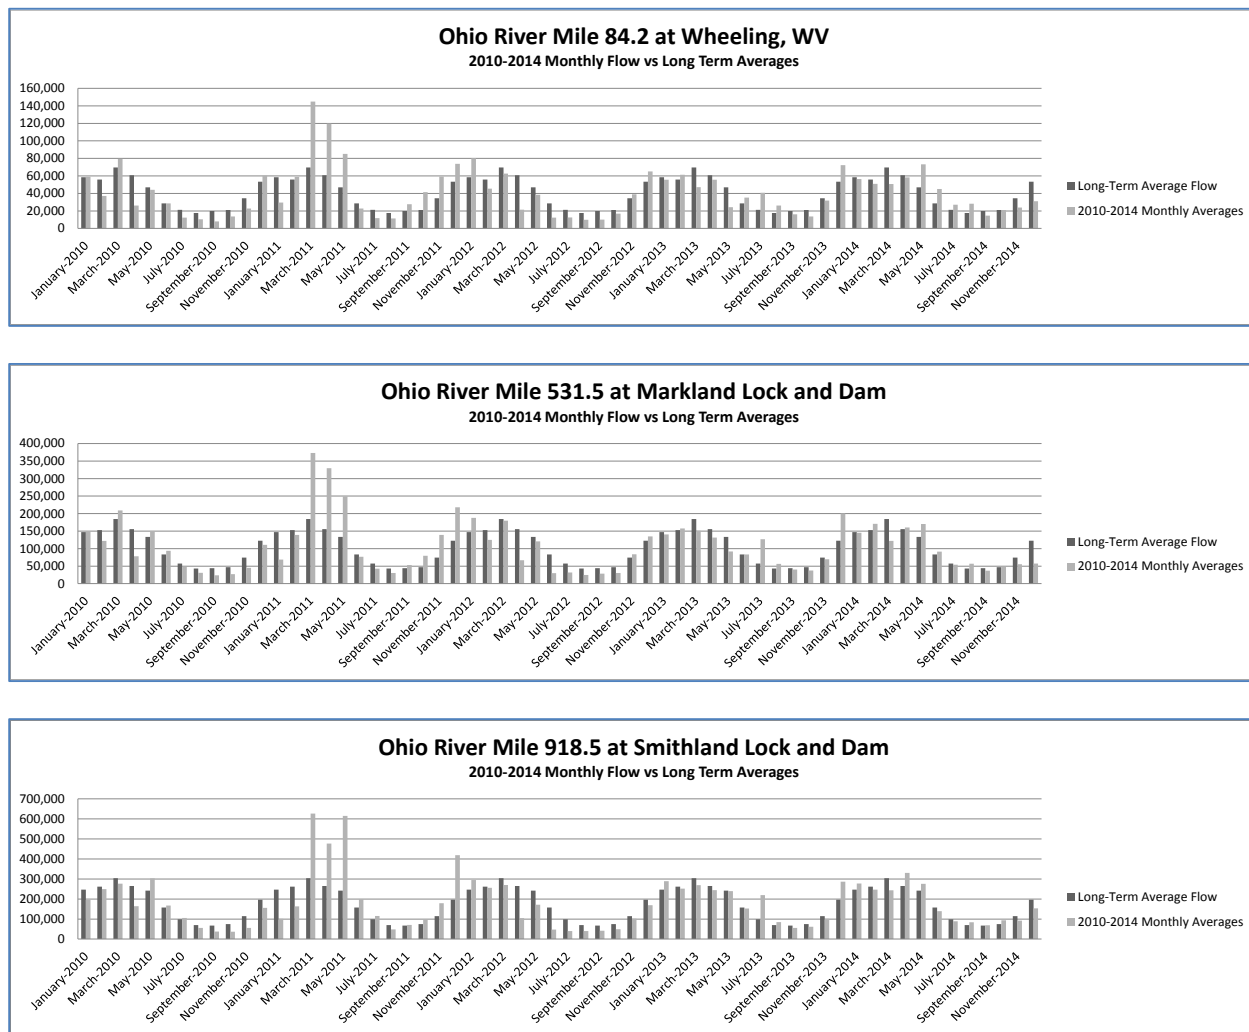 Ohio River Mile 84.2 at Wheeling, WV
2010-2014 Monthly Flow vs Long Term Averages
160,000
140,000
120,000
100,000
80,000
60,000
40,000
20,000
0
January-2010
March-2010
May-2010
July-2010
September-2010
November-2010
January-2011
March-2011
May-2011
July-2011
September-2011
November-2011
January-2012
March-2012
May-2012
July-2012
September-2012
November-2012
January-2013
March-2013
May-2013
July-2013
September-2013
November-2013
January-2014
March-2014
May-2014
July-2014
September-2014
November-2014
Long-Term Average Flow
2010-2014 Monthly Averages
Ohio River Mile 531.5 at Markland Lock and Dam
2010-2014 Monthly Flow vs Long Term Averages
400,000
350,000
300,000
250,000
200,000
150,000
100,000
50,000
0
January-2010
March-2010
May-2010
July-2010
September-2010
November-2010
January-2011
March-2011
May-2011
July-2011
September-2011
November-2011
January-2012
March-2012
May-2012
July-2012
September-2012
November-2012
January-2013
March-2013
May-2013
July-2013
September-2013
November-2013
January-2014
March-2014
May-2014
July-2014
September-2014
November-2014
Long-Term Average Flow
2010-2014 Monthly Averages
Ohio River Mile 918.5 at Smithland Lock and Dam
2010-2014 Monthly Flow vs Long Term Averages
700,000
600,000
500,000
400,000
300,000
200,000
100,000
0
January-2010
March-2010
May-2010
July-2010
September-2010
November-2010
January-2011
March-2011
May-2011
July-2011
September-2011
November-2011
January-2012
March-2012
May-2012
July-2012
September-2012
November-2012
January-2013
March-2013
May-2013
July-2013
September-2013
November-2013
January-2014
March-2014
May-2014
July-2014
September-2014
November-2014
Long-Term Average Flow
2010-2014 Monthly Averages